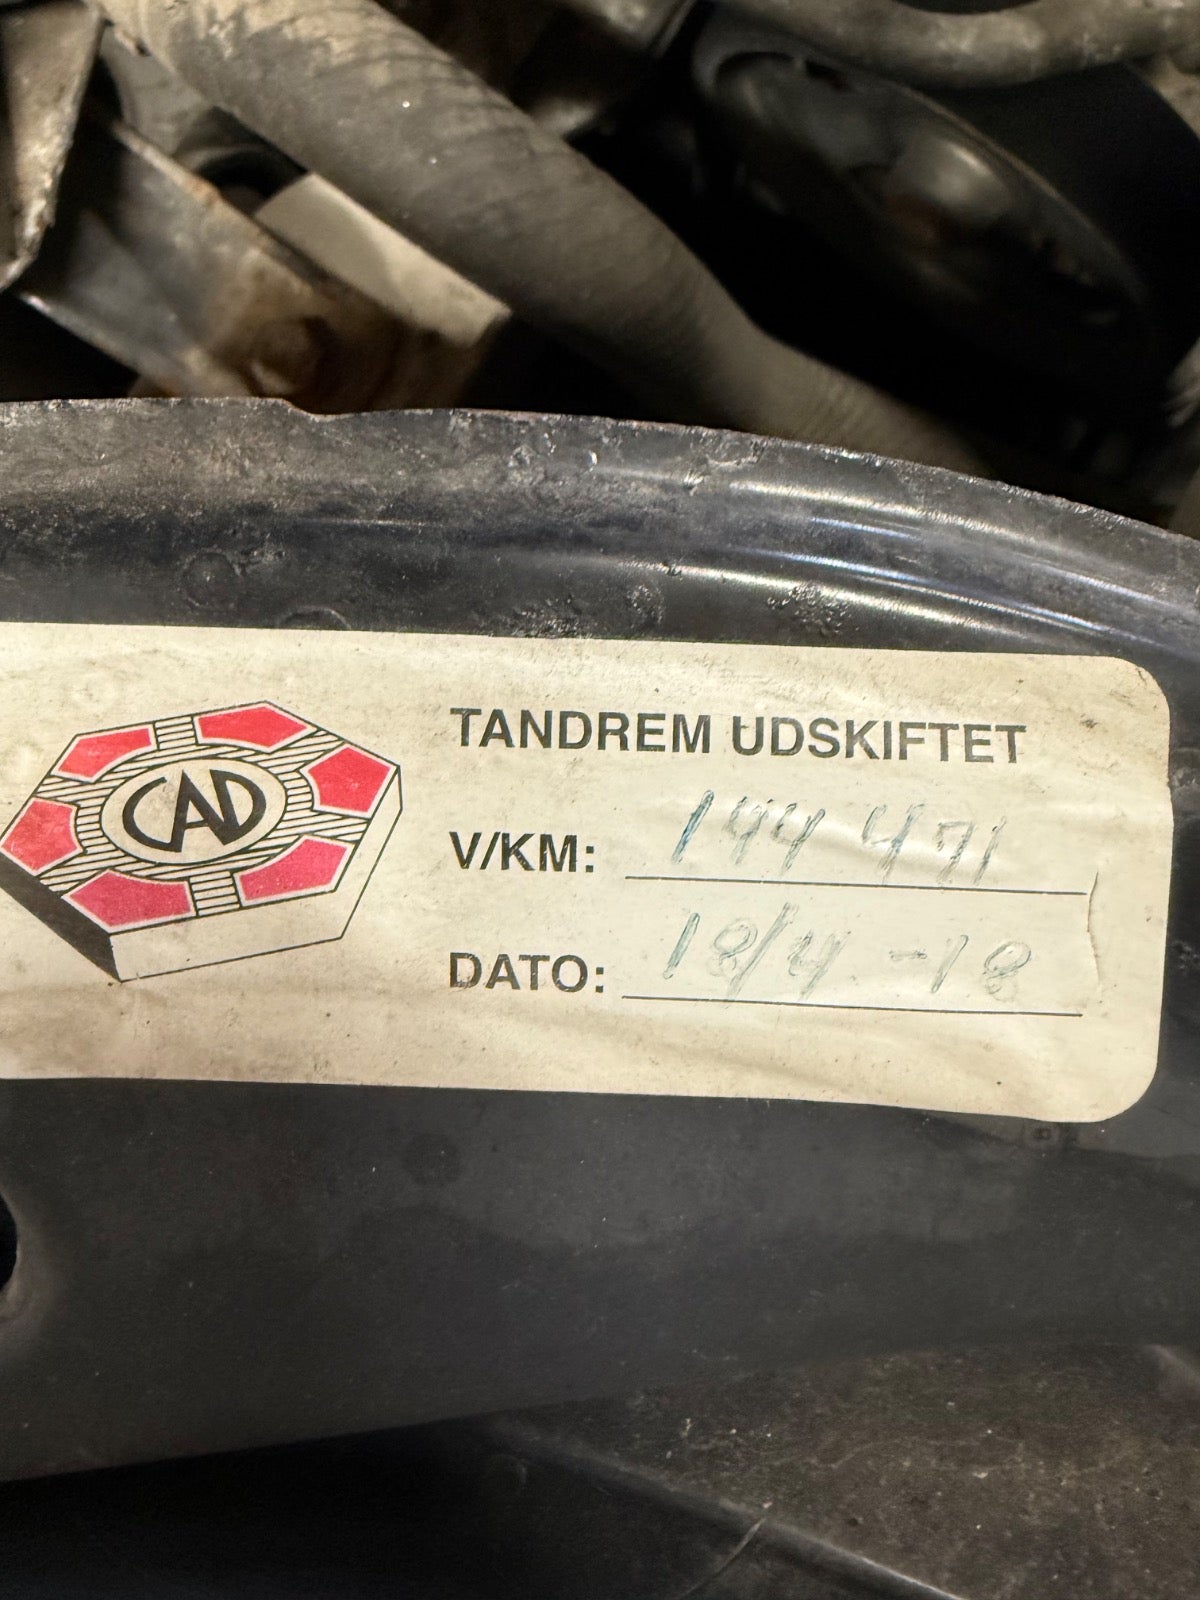 CAD
TANDREM UDSKIFTET
V/KM: 144 471
DATO: 18/4 -18